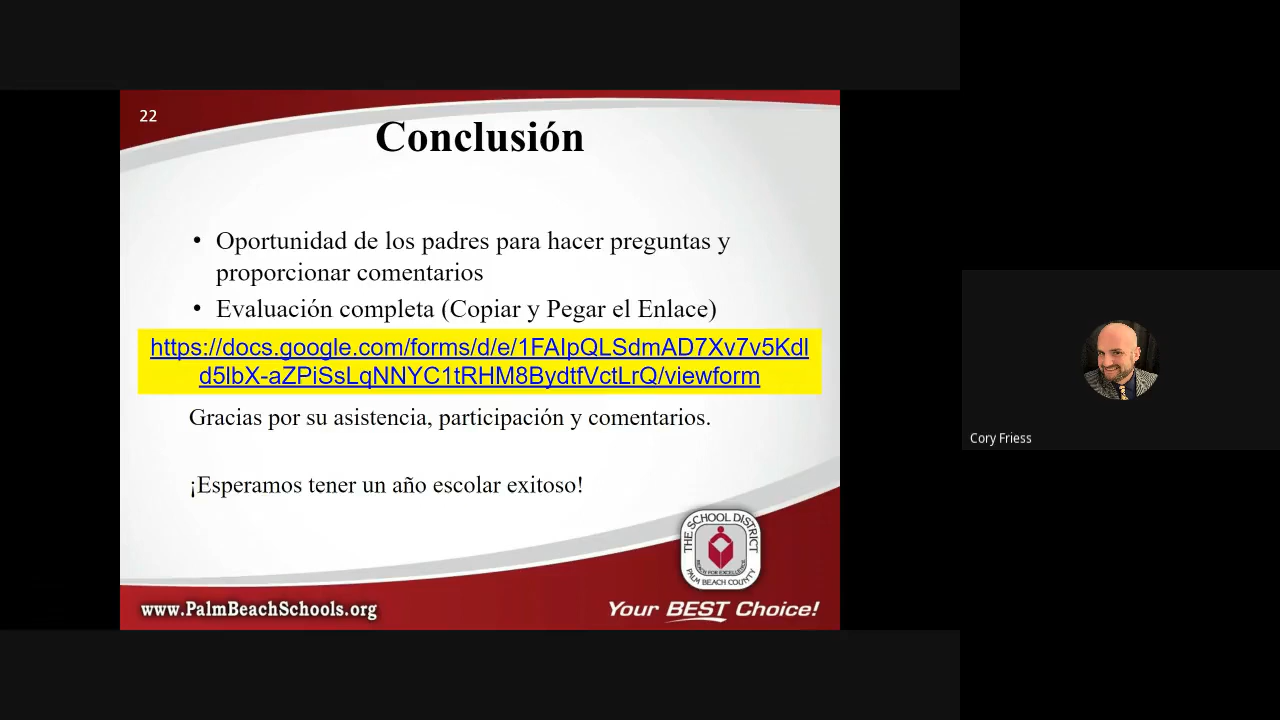 22
Conclusión
• Oportunidad de los padres para hacer preguntas y
proporcionar comentarios
• Evaluación completa (Copiar y Pegar el Enlace)
https://docs.google.com/forms/d/e/1FAIpQLSdmAD7Xv7v5Kdl
d5lbX-aZPiSsLqNNYC1tRHM8BydtfVctLrQ/viewform
Gracias por su asistencia, participación y comentarios.
¡Esperamos tener un año escolar exitoso!
THE SCHOOL DISTRICT
PALM BEACH COUNTY
www.PalmBeachSchools.org
Your BEST Choice!
Cory Friess